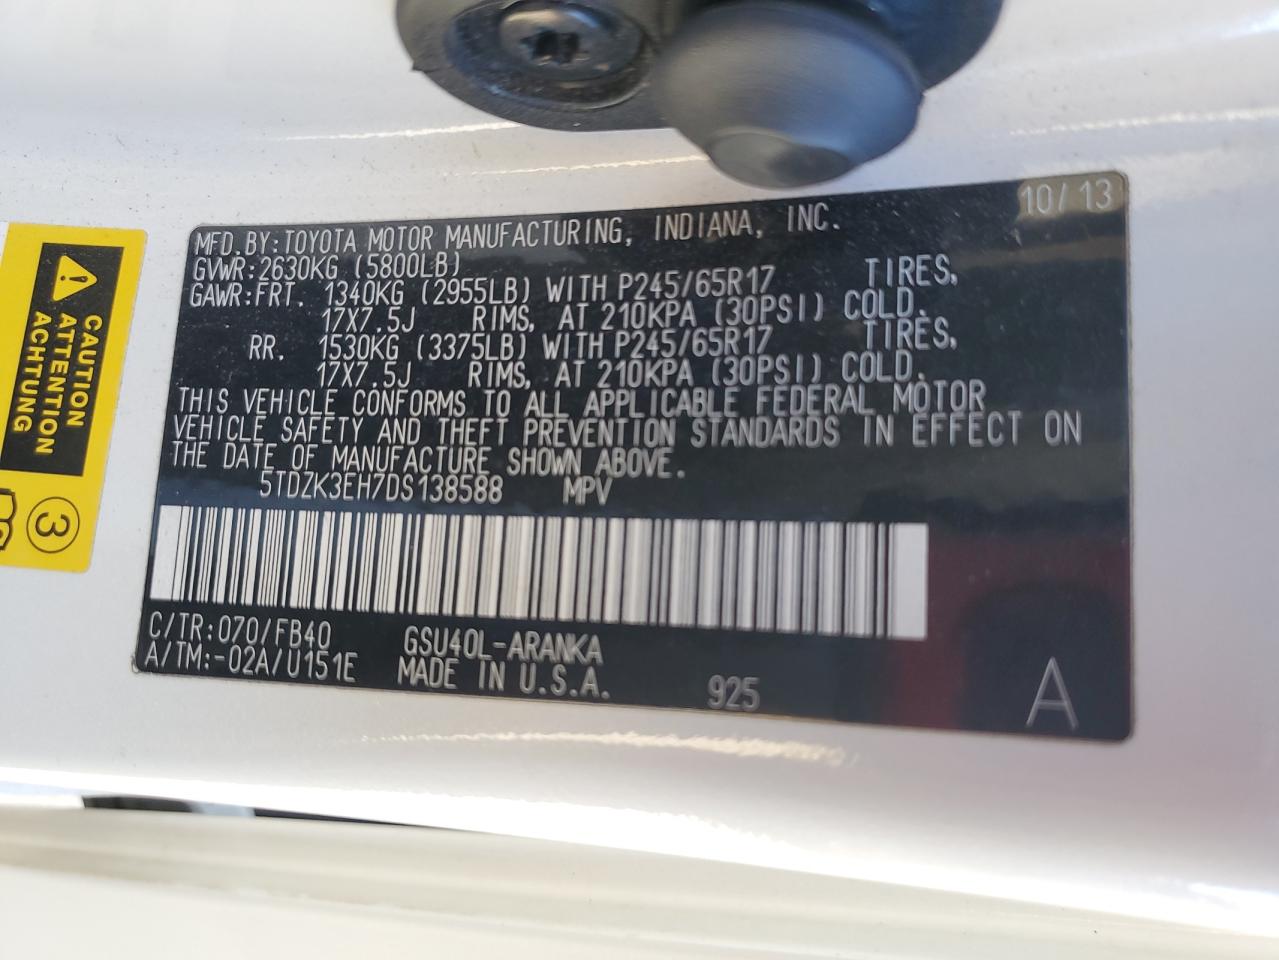 10/13
MFD.BY:TOYOTA MOTOR MANUFACTURING, INDIANA, INC.
GVWR:2630KG (5800LB)
GAWR:FRT. 1340KG (2955LB) WITH P245/65R17 TIRES,
17X7.5J RIMS, AT 210KPA (30PSI) COLD.
RR. 1530KG (3375LB) WITH P245/65R17 TIRES,
17X7.5J RIMS, AT 210KPA (30PSI) COLD.
THIS VEHICLE CONFORMS TO ALL APPLICABLE FEDERAL MOTOR
VEHICLE SAFETY AND THEFT PREVENTION STANDARDS IN EFFECT ON
THE DATE OF MANUFACTURE SHOWN ABOVE.
5TDZK3EH7DS138588 MPV
C/TR:070/FB40 GSU40L-ARANKA
A/TM:-02A/U151E MADE IN U.S.A. 925 A
CAUTION
ATTENTION
ACHTUNG
3